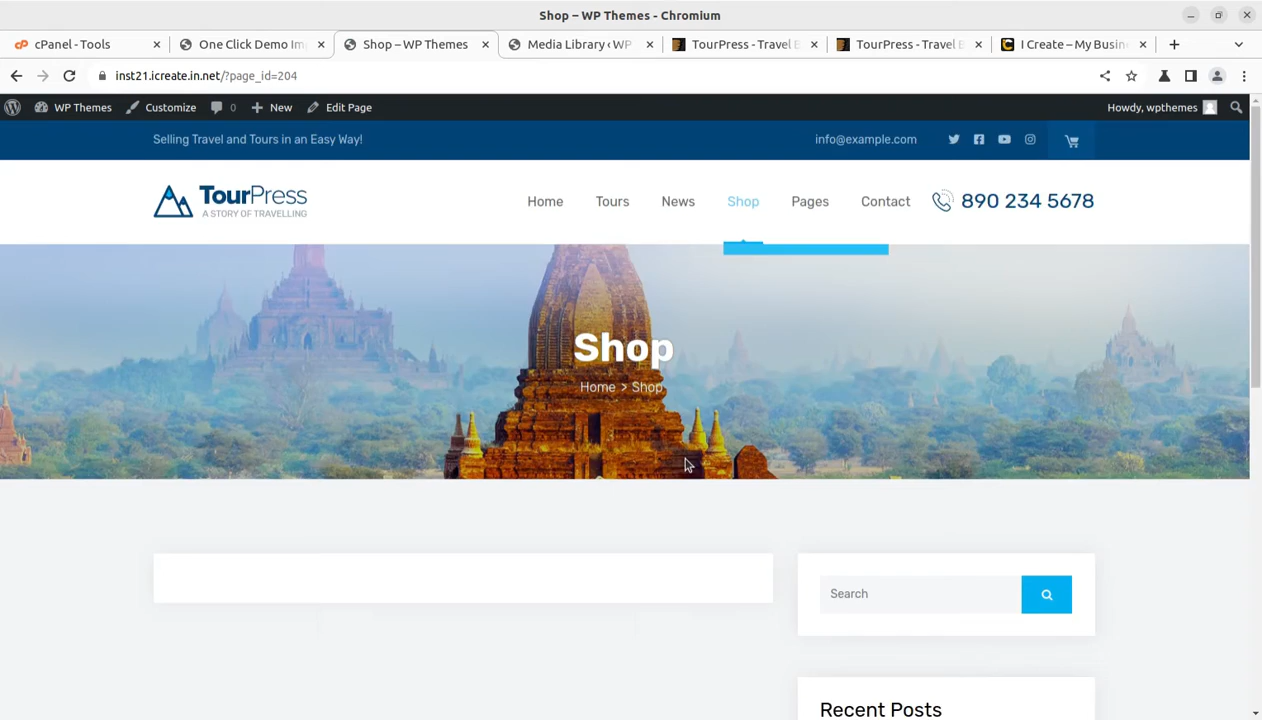 Shop – WP Themes - Chromium
cPanel - Tools
One Click Demo Im
Shop – WP Themes
Media Library ‹ WP
TourPress - Travel E
TourPress - Travel E
I Create – My Busin
inst21.icreate.in.net/?page_id=204
WP Themes
Customize
0
New
Edit Page
Howdy, wpthemes
Selling Travel and Tours in an Easy Way!
info@example.com
TourPress
A STORY OF TRAVELLING
Home
Tours
News
Shop
Pages
Contact
890 234 5678
Shop
Home > Shop
Search
Recent Posts